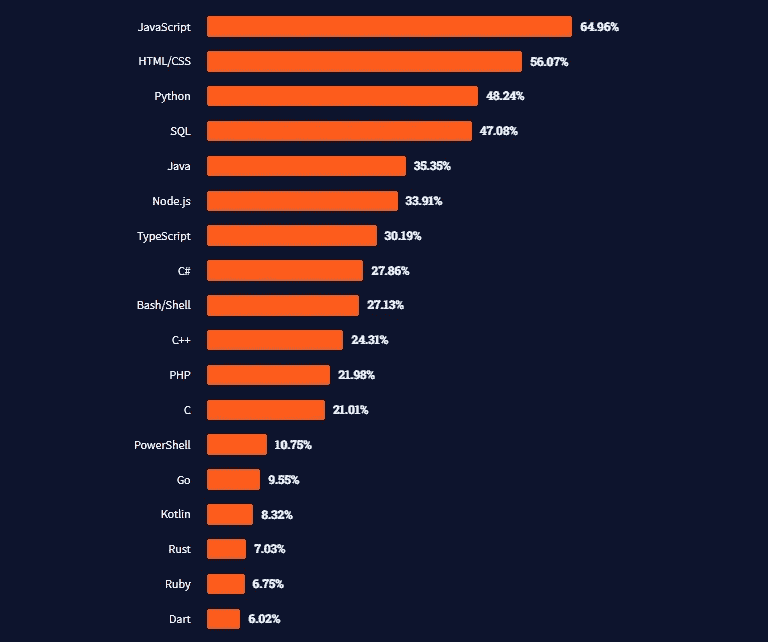 JavaScript 64.96%
HTML/CSS 56.07%
Python 48.24%
SQL 47.08%
Java 35.35%
Node.js 33.91%
TypeScript 30.19%
C# 27.86%
Bash/Shell 27.13%
C++ 24.31%
PHP 21.98%
C 21.01%
PowerShell 10.75%
Go 9.55%
Kotlin 8.32%
Rust 7.03%
Ruby 6.75%
Dart 6.02%